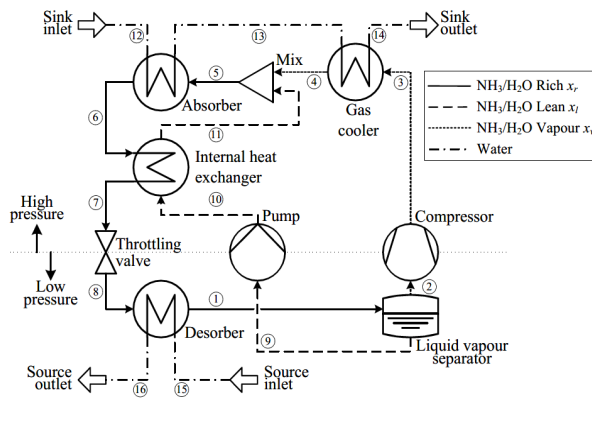 Sink
inlet
⑫
⑬
⑭
Sink
outlet
Mix
⑤
④
③
Absorber
Gas
cooler
NH₃/H₂O Rich xᵣ
NH₃/H₂O Lean xₗ
NH₃/H₂O Vapour xᵥ
Water
⑥
⑪
Internal heat
exchanger
⑩
⑦
High
pressure
Pump
Compressor
Throttling
valve
Low
pressure
⑧
①
②
Desorber
⑨
Liquid vapour
separator
Source
outlet
⑯
⑮
Source
inlet